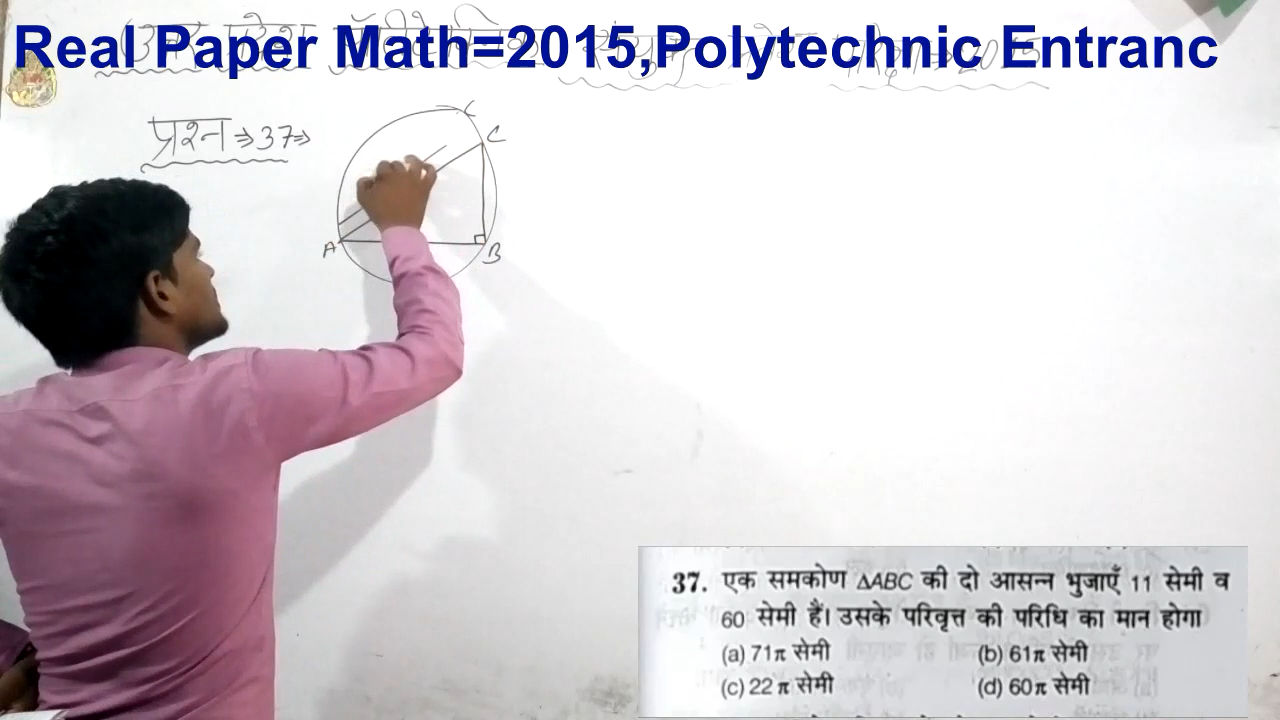 Real Paper Math=2015,Polytechnic Entranc
प्रश्न ⇒ 37 ⇒
C
C
A
B
37. एक समकोण ΔABC की दो आसन्न भुजाएँ 11 सेमी व
60 सेमी हैं। उसके परिवृत्त की परिधि का मान होगा
(a) 71π सेमी (b) 61π सेमी
(c) 22 π सेमी (d) 60π सेमी